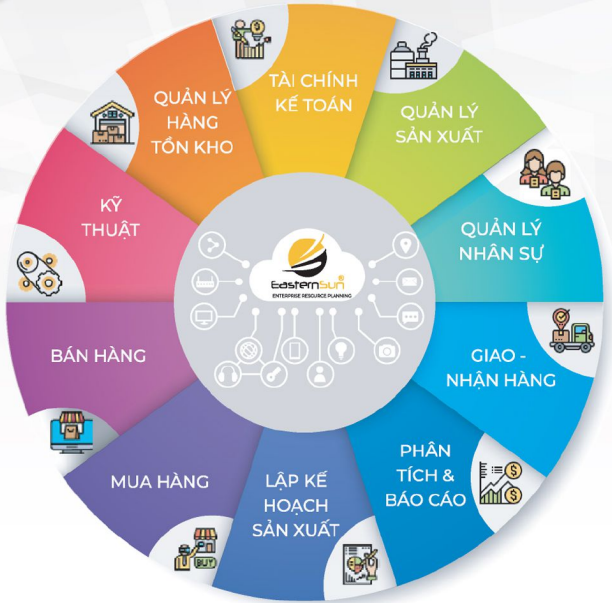 TÀI CHÍNH
KẾ TOÁN
QUẢN LÝ
SẢN XUẤT
QUẢN LÝ
NHÂN SỰ
GIAO -
NHẬN HÀNG
PHÂN
TÍCH &
BÁO CÁO
LẬP KẾ
HOẠCH
SẢN XUẤT
MUA HÀNG
BUY
BÁN HÀNG
KỸ
THUẬT
QUẢN LÝ
HÀNG
TỒN KHO
EasternSun
ENTERPRISE RESOURCE PLANNING